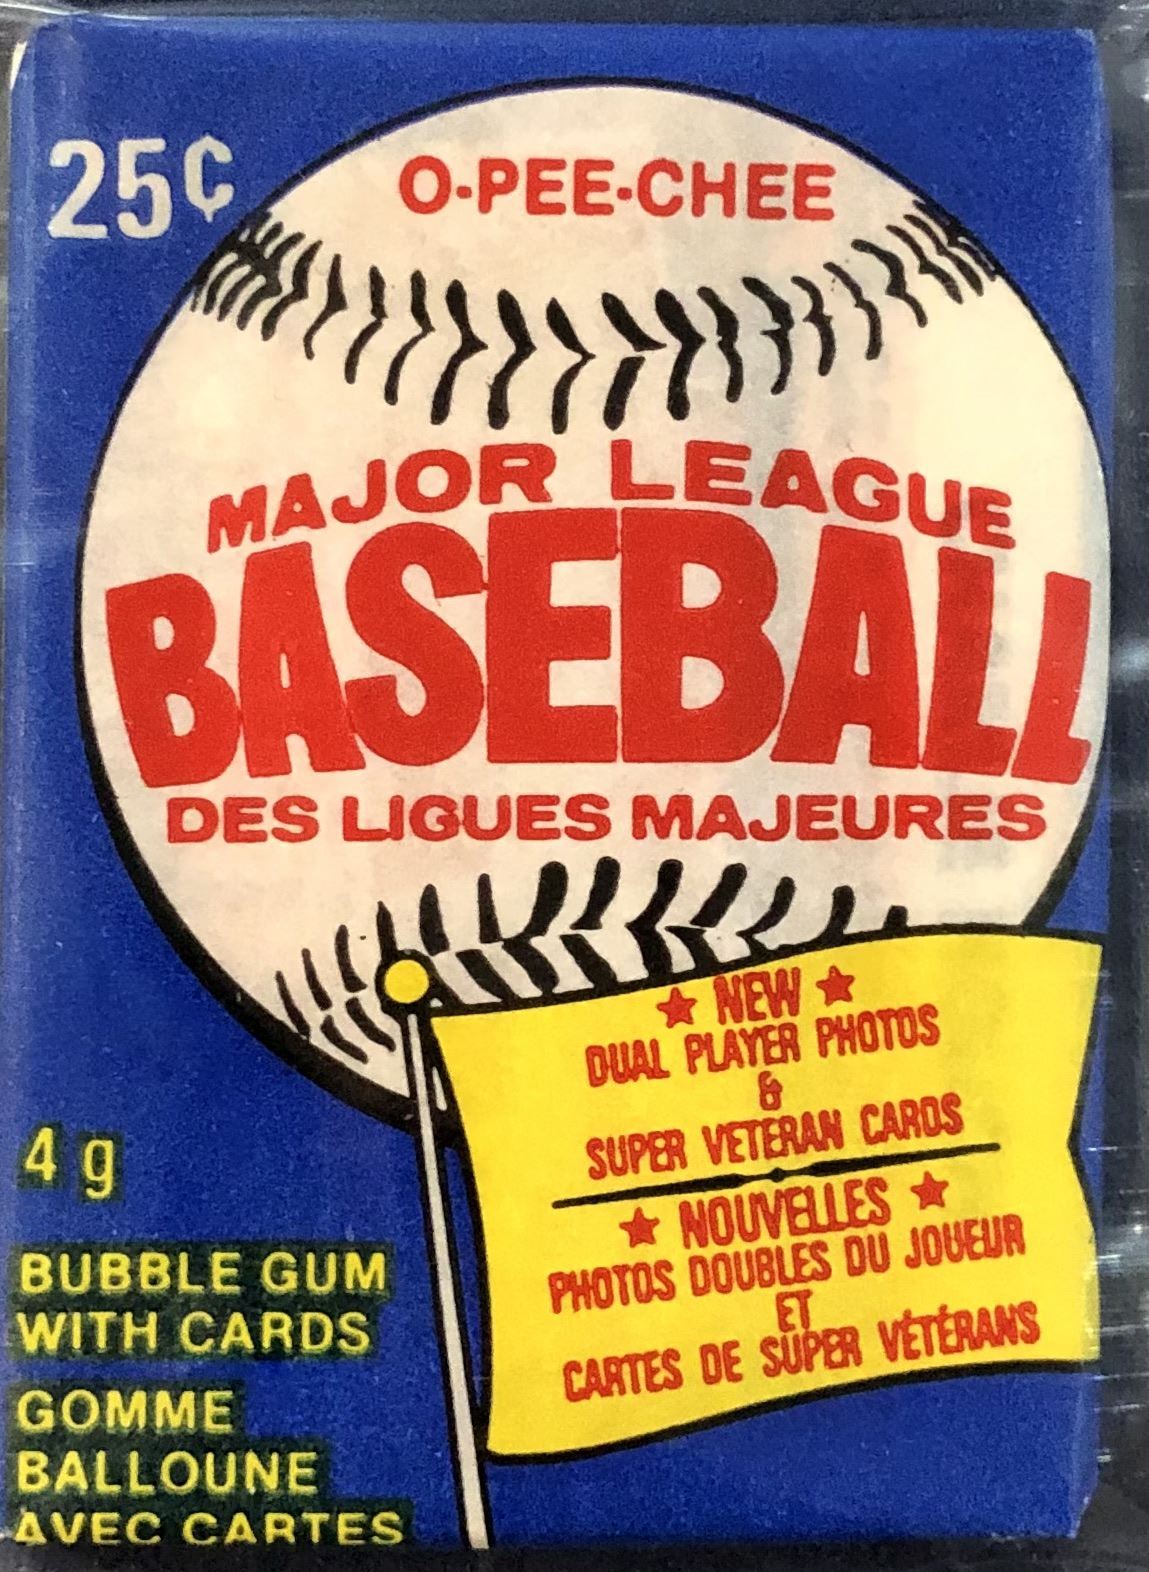 25¢
O-PEE-CHEE
MAJOR LEAGUE
BASEBALL
DES LIGUES MAJEURES
★ NEW ★
DUAL PLAYER PHOTOS
&
SUPER VETERAN CARDS
★ NOUVELLES ★
PHOTOS DOUBLES DU JOUEUR
ET
CARTES DE SUPER VÉTÉRANS
4 g
BUBBLE GUM
WITH CARDS
GOMME
BALLOUNE
AVEC CARTES